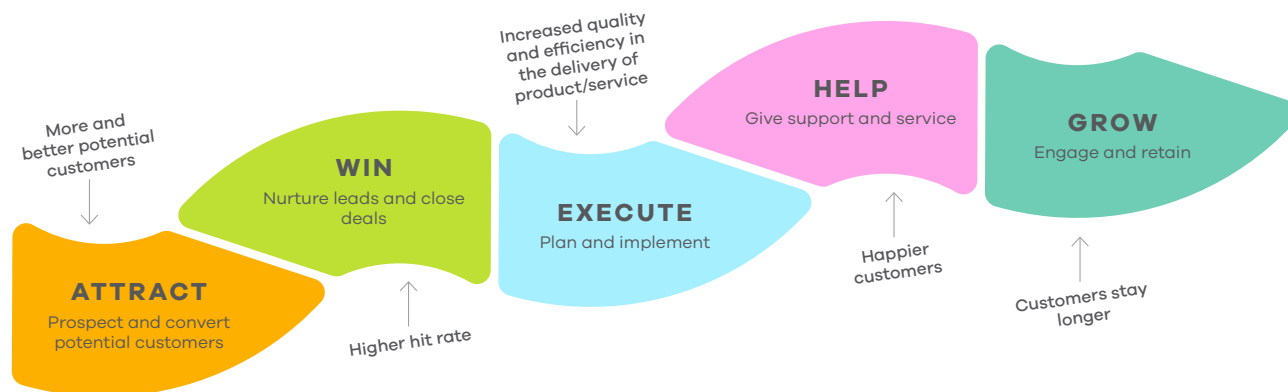 More and
better potential
customers
ATTRACT
Prospect and convert
potential customers
WIN
Nurture leads and close
deals
Higher hit rate
Increased quality
and efficiency in
the delivery of
product/service
EXECUTE
Plan and implement
HELP
Give support and service
Happier
customers
GROW
Engage and retain
Customers stay
longer